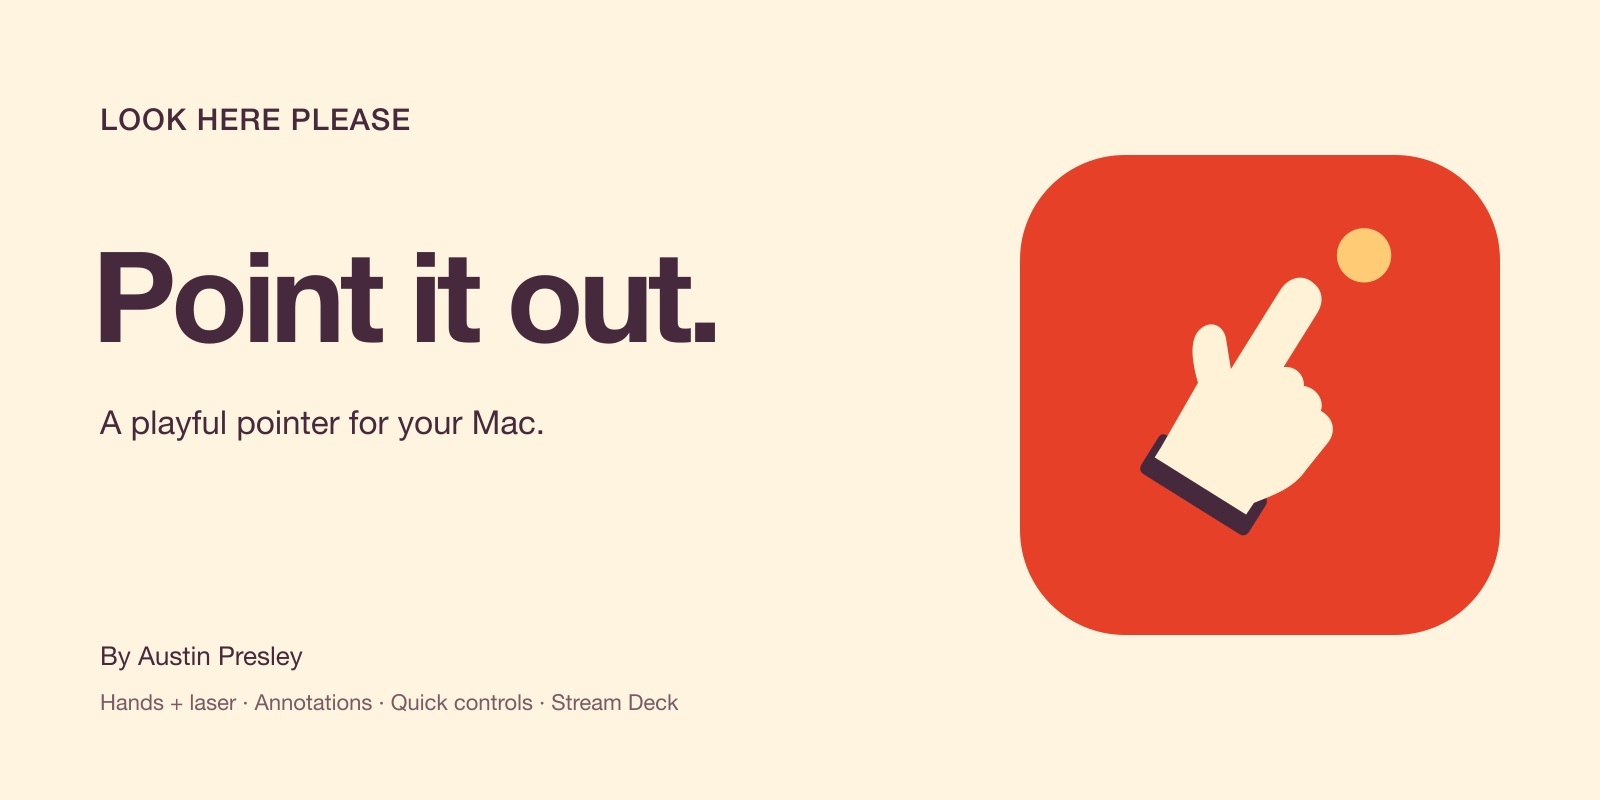 LOOK HERE PLEASE
Point it out.
A playful pointer for your Mac.
By Austin Presley
Hands + laser · Annotations · Quick controls · Stream Deck